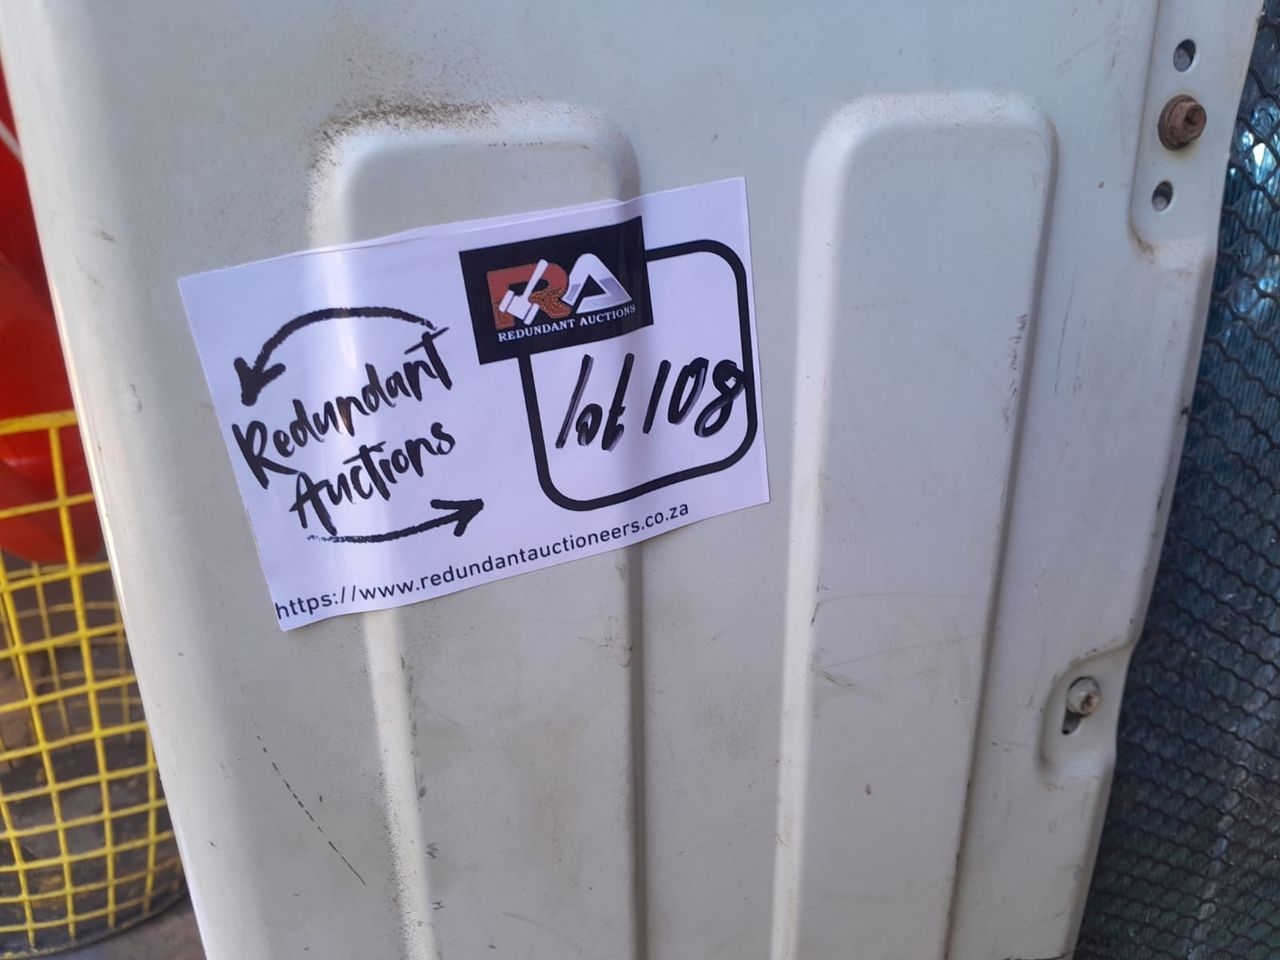 RA
REDUNDANT AUCTIONS
Redundant
Auctions
lot 108
https://www.redundantauctioneers.co.za